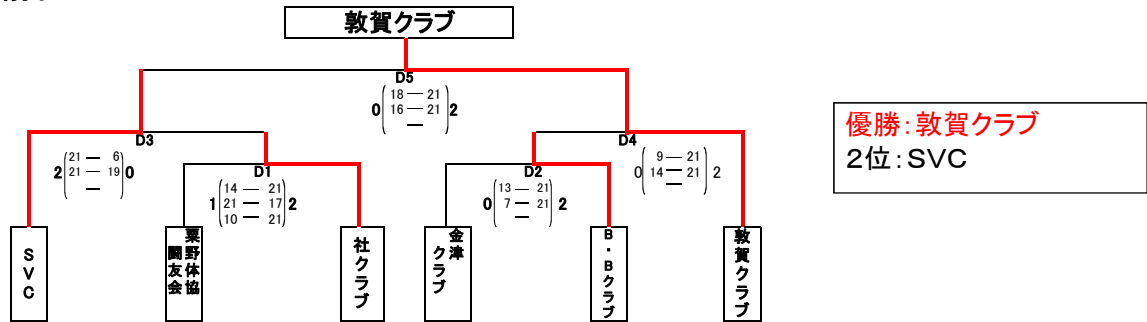 敦賀クラブ
D5
18 ― 21
0 16 ― 21 2
―
優勝：敦賀クラブ
2位：SVC
D3
21 ― 6
2 21 ― 19 0
―
D4
9 ― 21
0 14 ― 21 2
―
D1
14 ― 21
1 21 ― 17 2
10 ― 21
D2
13 ― 21
0 7 ― 21 2
―
SVC
粟野体協
闘友会
社クラブ
金津
クラブ
B・Bクラブ
敦賀クラブ